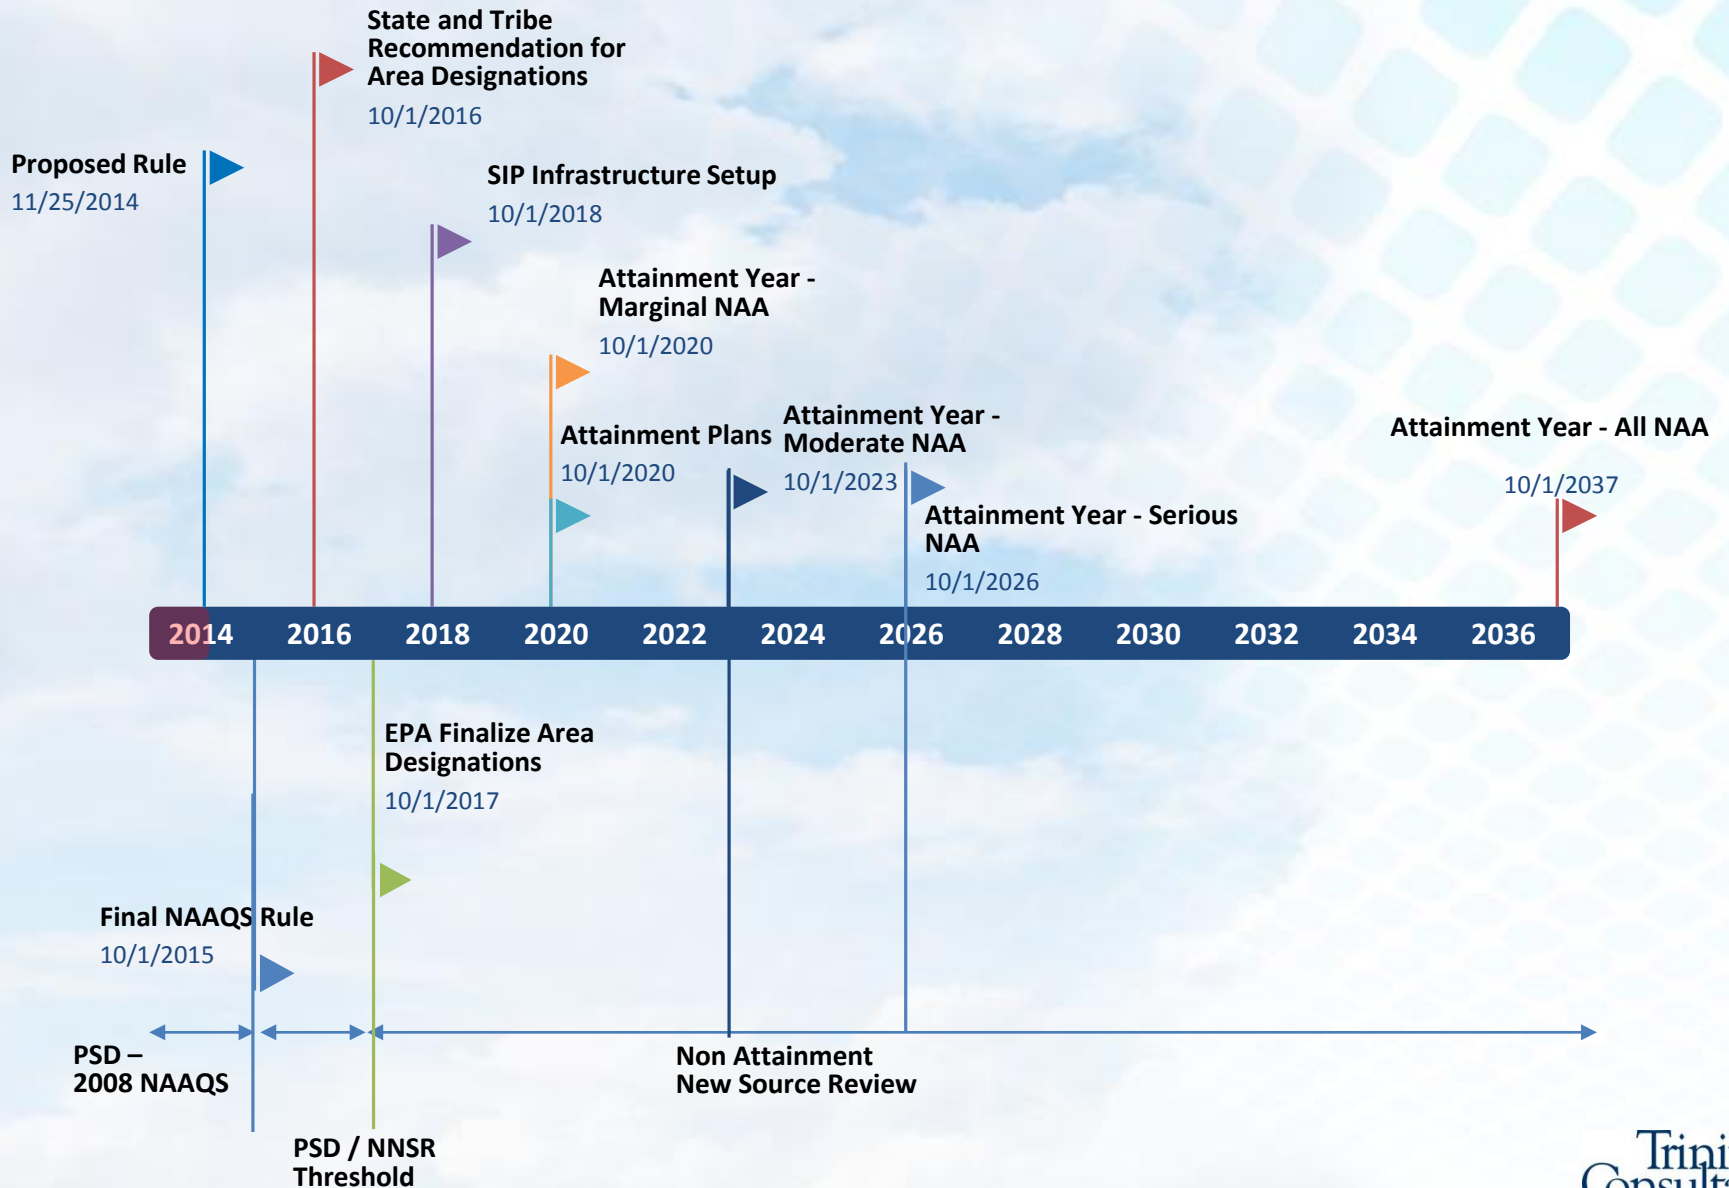 State and Tribe
Recommendation for
Area Designations
10/1/2016
Proposed Rule
11/25/2014
SIP Infrastructure Setup
10/1/2018
Attainment Year -
Marginal NAA
10/1/2020
Attainment Plans
10/1/2020
Attainment Year -
Moderate NAA
10/1/2023
Attainment Year - Serious
NAA
10/1/2026
Attainment Year - All NAA
10/1/2037
2014 2016 2018 2020 2022 2024 2026 2028 2030 2032 2034 2036
EPA Finalize Area
Designations
10/1/2017
Final NAAQS Rule
10/1/2015
PSD –
2008 NAAQS
Non Attainment
New Source Review
PSD / NNSR
Threshold